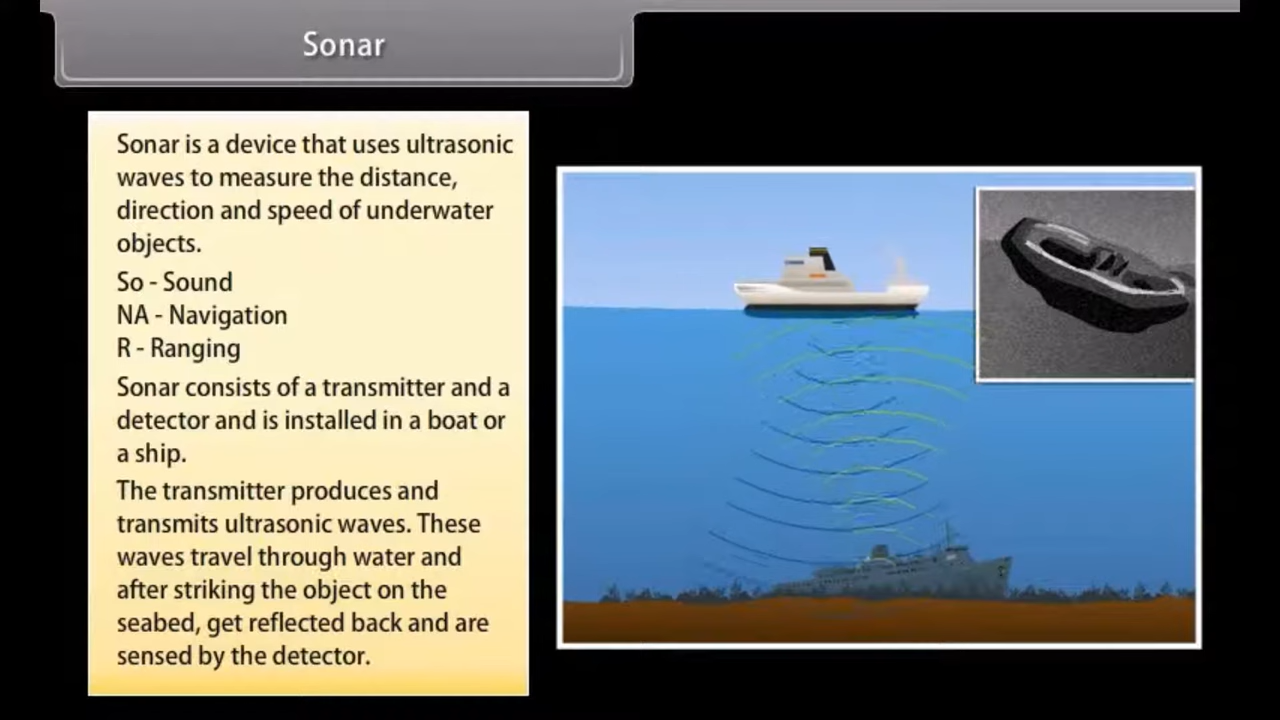 Sonar
Sonar is a device that uses ultrasonic
waves to measure the distance,
direction and speed of underwater
objects.
So - Sound
NA - Navigation
R - Ranging
Sonar consists of a transmitter and a
detector and is installed in a boat or
a ship.
The transmitter produces and
transmits ultrasonic waves. These
waves travel through water and
after striking the object on the
seabed, get reflected back and are
sensed by the detector.